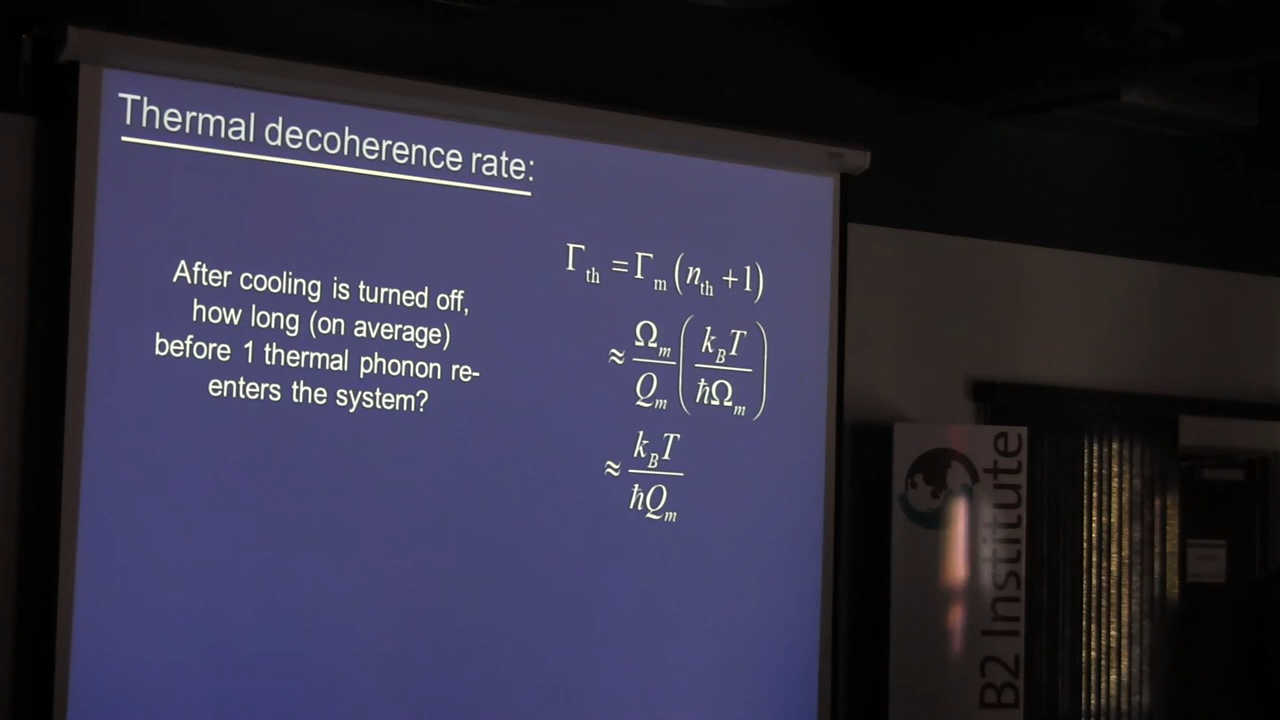 Thermal decoherence rate:
After cooling is turned off,
how long (on average)
before 1 thermal phonon re-
enters the system?
Γ_th = Γ_m (n_th + 1)
≈ Ω_m / Q_m (k_B T / ħΩ_m)
≈ k_B T / ħQ_m
B2 Institute